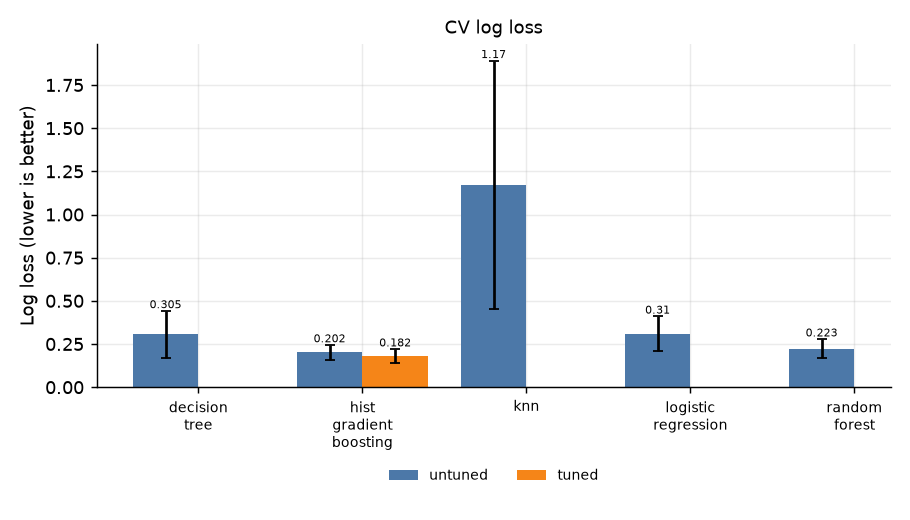 CV log loss
Log loss (lower is better)
1.75
1.50
1.25
1.00
0.75
0.50
0.25
0.00
0.305
0.202
0.182
1.17
0.31
0.223
decision
tree
hist
gradient
boosting
knn
logistic
regression
random
forest
untuned
tuned